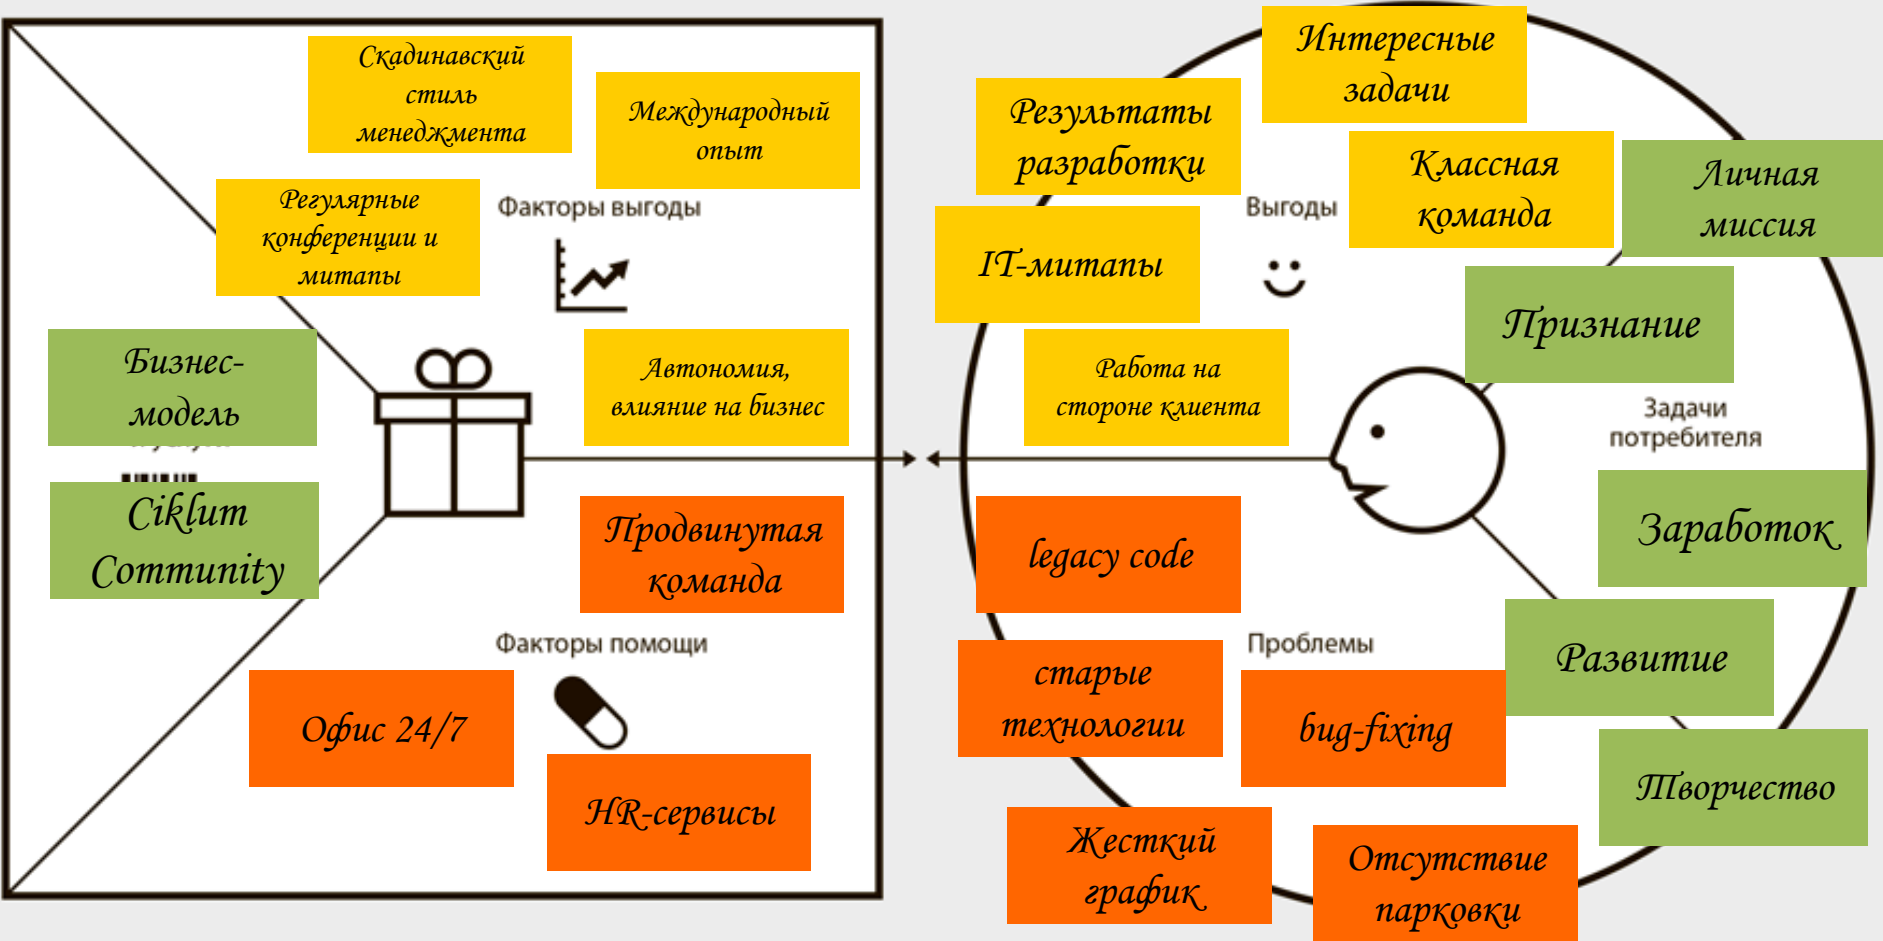 Скадинавский
стиль
менеджмента
Международный
опыт
Регулярные
конференции и
митапы
Факторы выгоды
Бизнес-
модель
Автономия,
влияние на бизнес
Ciklum
Community
Продвинутая
команда
Факторы помощи
Офис 24/7
HR-сервисы
Интересные
задачи
Результаты
разработки
Классная
команда
Личная
миссия
Выгоды
IT-митапы
Признание
Работа на
стороне клиента
Задачи
потребителя
Заработок
legacy code
Проблемы
Развитие
старые
технологии
bug-fixing
Творчество
Жесткий
график
Отсутствие
парковки